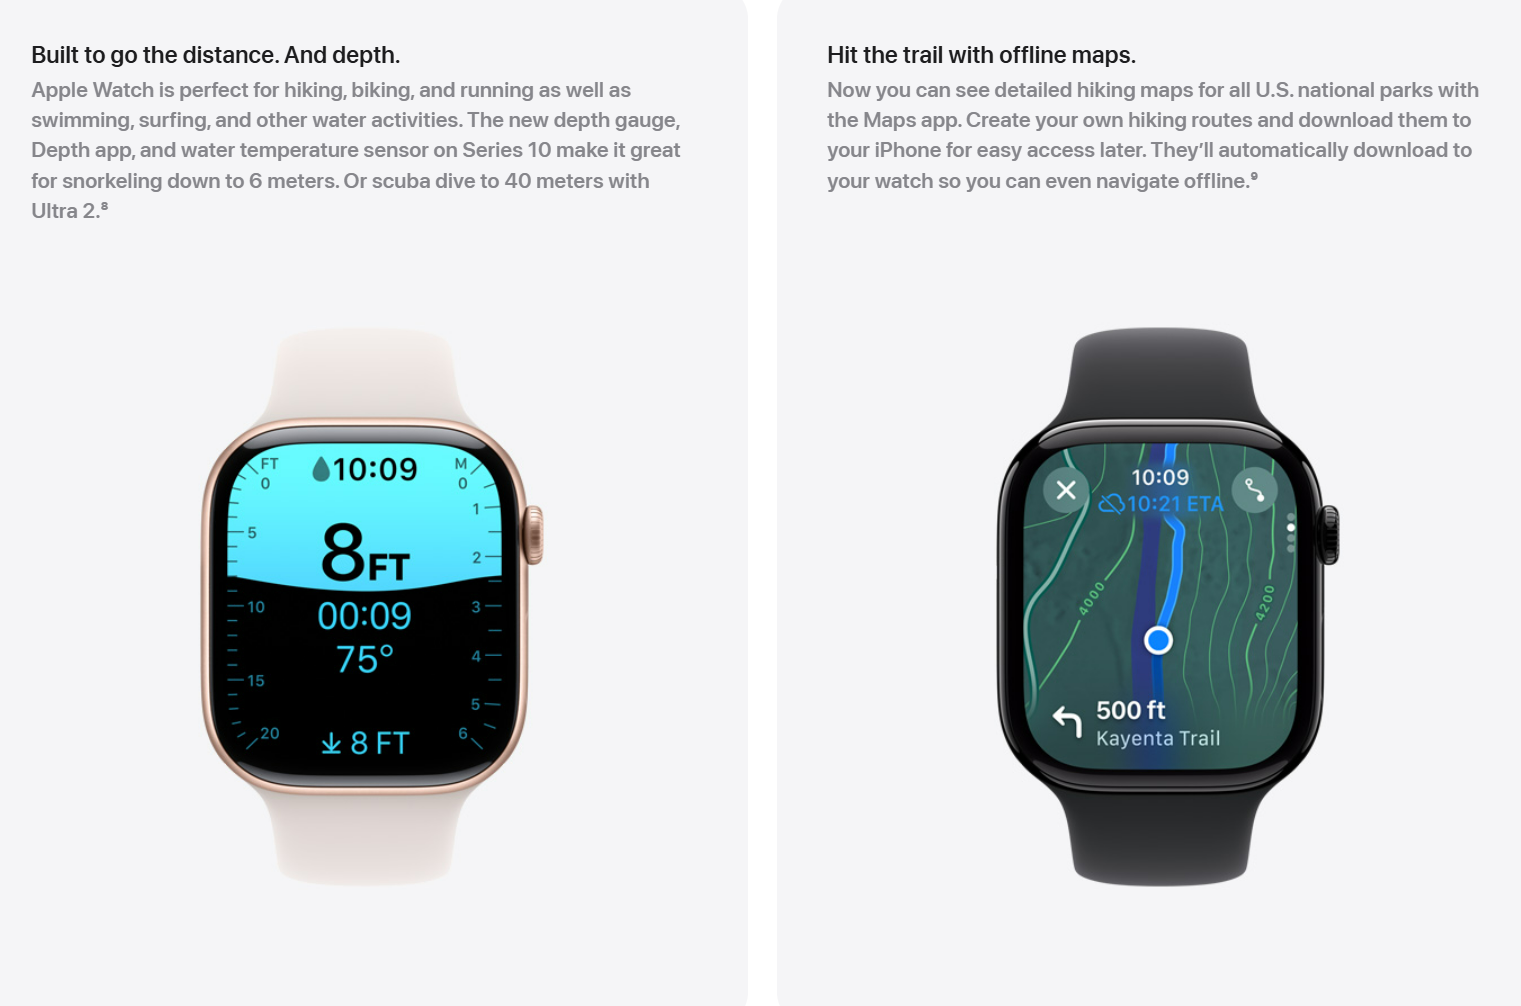 Built to go the distance. And depth.
Apple Watch is perfect for hiking, biking, and running as well as
swimming, surfing, and other water activities. The new depth gauge,
Depth app, and water temperature sensor on Series 10 make it great
for snorkeling down to 6 meters. Or scuba dive to 40 meters with
Ultra 2.⁸
FT
10:09
M
0
0
1
5
8FT
2
10
00:09
3
75°
4
15
5
20
8 FT
6
Hit the trail with offline maps.
Now you can see detailed hiking maps for all U.S. national parks with
the Maps app. Create your own hiking routes and download them to
your iPhone for easy access later. They’ll automatically download to
your watch so you can even navigate offline.⁹
10:09
10:21 ETA
4000
4200
500 ft
Kayenta Trail